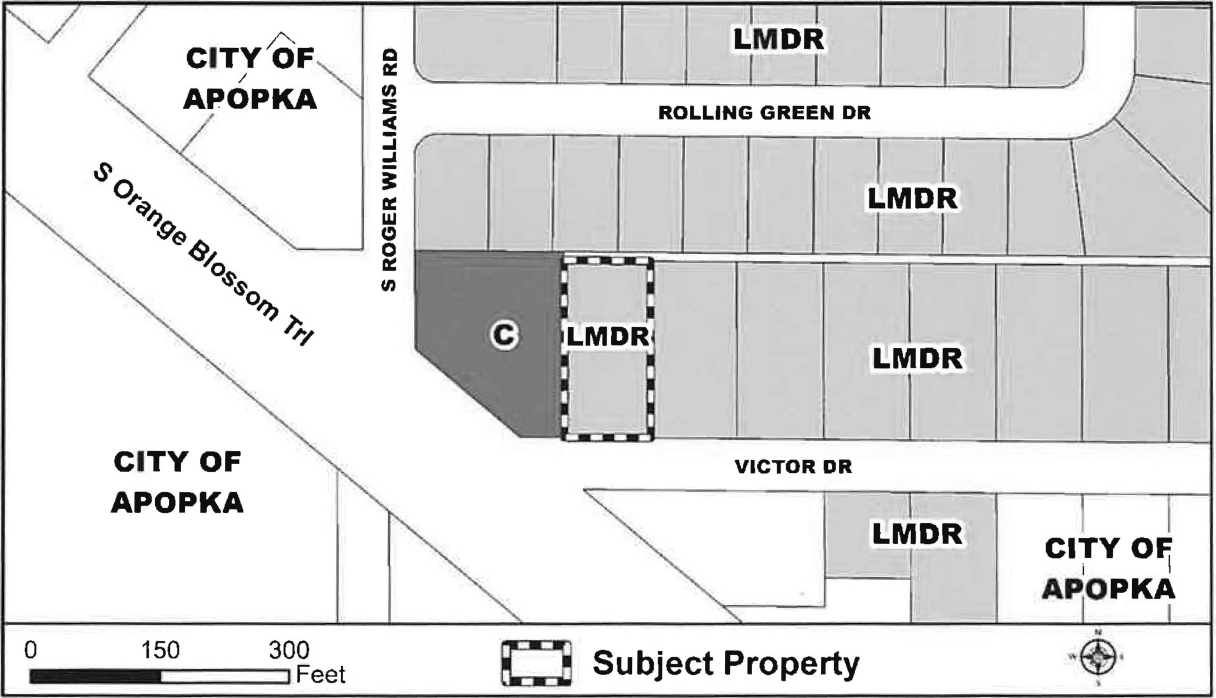 CITY OF
APOPKA
S ROGER WILLIAMS RD
LMDR
ROLLING GREEN DR
S Orange Blossom Trl
LMDR
C
LMDR
LMDR
CITY OF
APOPKA
VICTOR DR
LMDR
CITY OF
APOPKA
0 150 300
Feet
Subject Property
N
W E
S